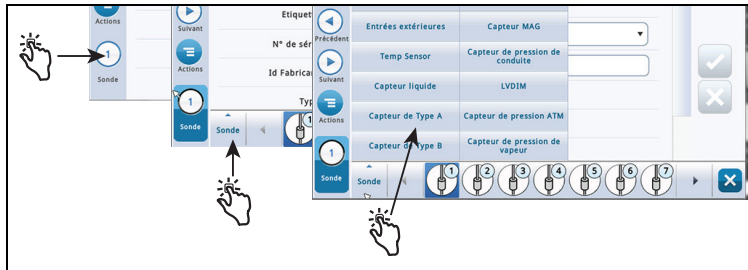 Actions
1
Sonde
Suivant
Actions
1
Sonde
Etiquet
N° de sér
Id Fabrica
Typ
Sonde
1
Précédent
Suivant
Actions
1
Sonde
Entrées extérieures
Capteur MAG
Temp Sensor
Capteur de pression de
conduite
Capteur liquide
LVDIM
Capteur de Type A
Capteur de pression ATM
Capteur de Type B
Capteur de pression de
vapeur
Sonde
1
2
3
4
5
6
7